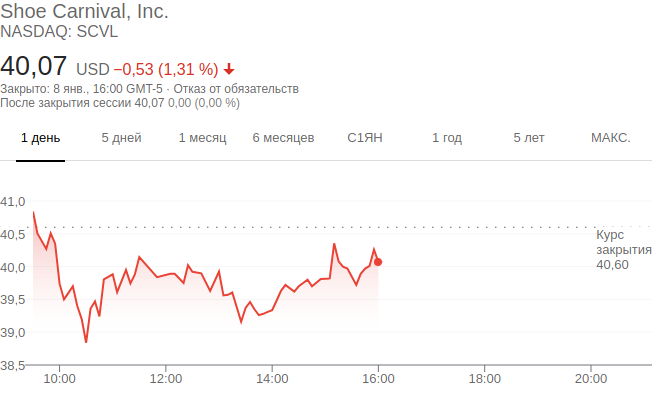 Shoe Carnival, Inc.
NASDAQ: SCVL
40,07 USD −0,53 (1,31 %)
Закрыто: 8 янв., 16:00 GMT-5 · Отказ от обязательств
После закрытия сессии 40,07 0,00 (0,00 %)
1 день 5 дней 1 месяц 6 месяцев С1ЯН 1 год 5 лет МАКС.
41,0
40,5
40,0
39,5
39,0
38,5
Курс
закрытия
40,60
10:00 12:00 14:00 16:00 18:00 20:00